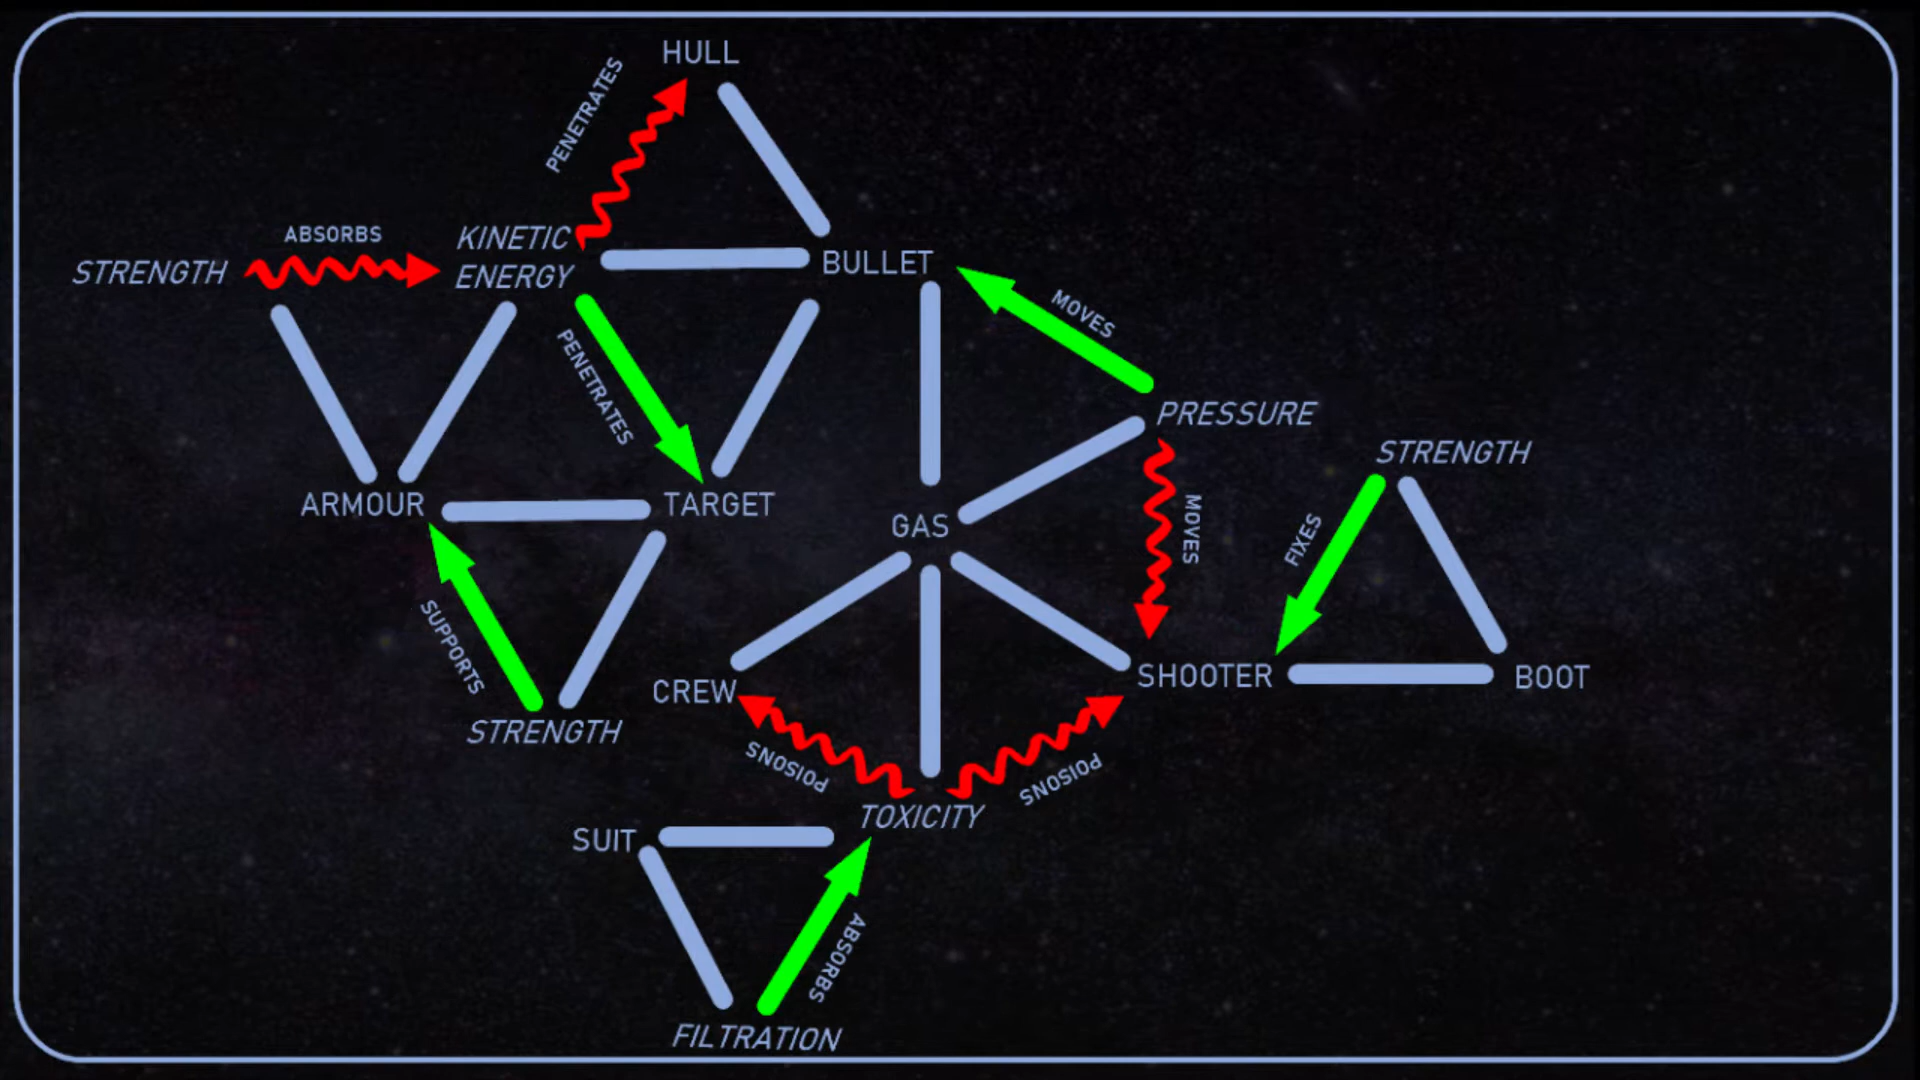 HULL
PENETRATES
ABSORBS
KINETIC
ENERGY
STRENGTH
BULLET
MOVES
PENETRATES
PRESSURE
STRENGTH
ARMOUR
TARGET
GAS
MOVES
FIXES
SUPPORTS
CREW
SHOOTER
BOOT
STRENGTH
POISONS
POISONS
TOXICITY
SUIT
ABSORBS
FILTRATION